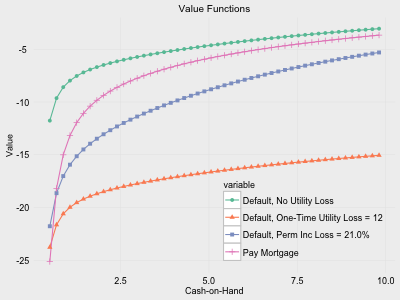 Value Functions
Value
-5
-10
-15
-20
-25
variable
Default, No Utility Loss
Default, One-Time Utility Loss = 12
Default, Perm Inc Loss = 21.0%
Pay Mortgage
2.5 5.0 7.5 10.0
Cash-on-Hand